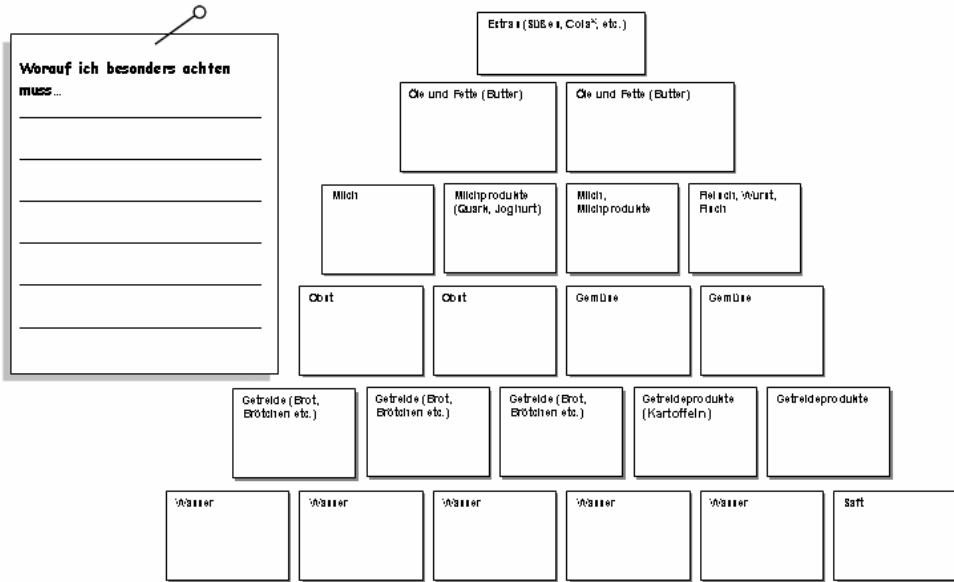 Worauf ich besonders achten
muss...
Extras (Süßes, Cola*, etc.)
Öle und Fette (Butter)
Öle und Fette (Butter)
Milch
Milchprodukte
(Quark, Joghurt)
Milch,
Milchprodukte
Fleisch, Wurst,
Fisch
Obst
Obst
Gemüse
Gemüse
Getreide (Brot,
Brötchen etc.)
Getreide (Brot,
Brötchen etc.)
Getreide (Brot,
Brötchen etc.)
Getreideprodukte
(Kartoffeln)
Getreideprodukte
Wasser
Wasser
Wasser
Wasser
Wasser
Saft